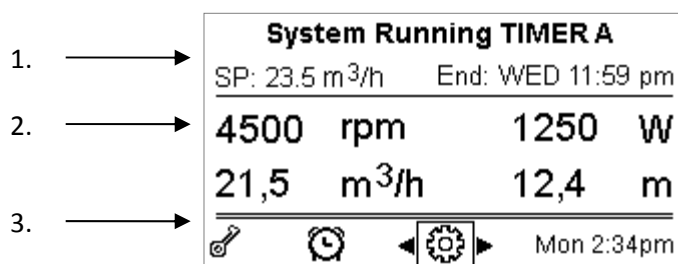 System Running TIMER A
1.
SP: 23.5 m³/h End: WED 11:59 pm
2.
4500 rpm 1250 W
21,5 m³/h 12,4 m
3.
Mon 2:34pm